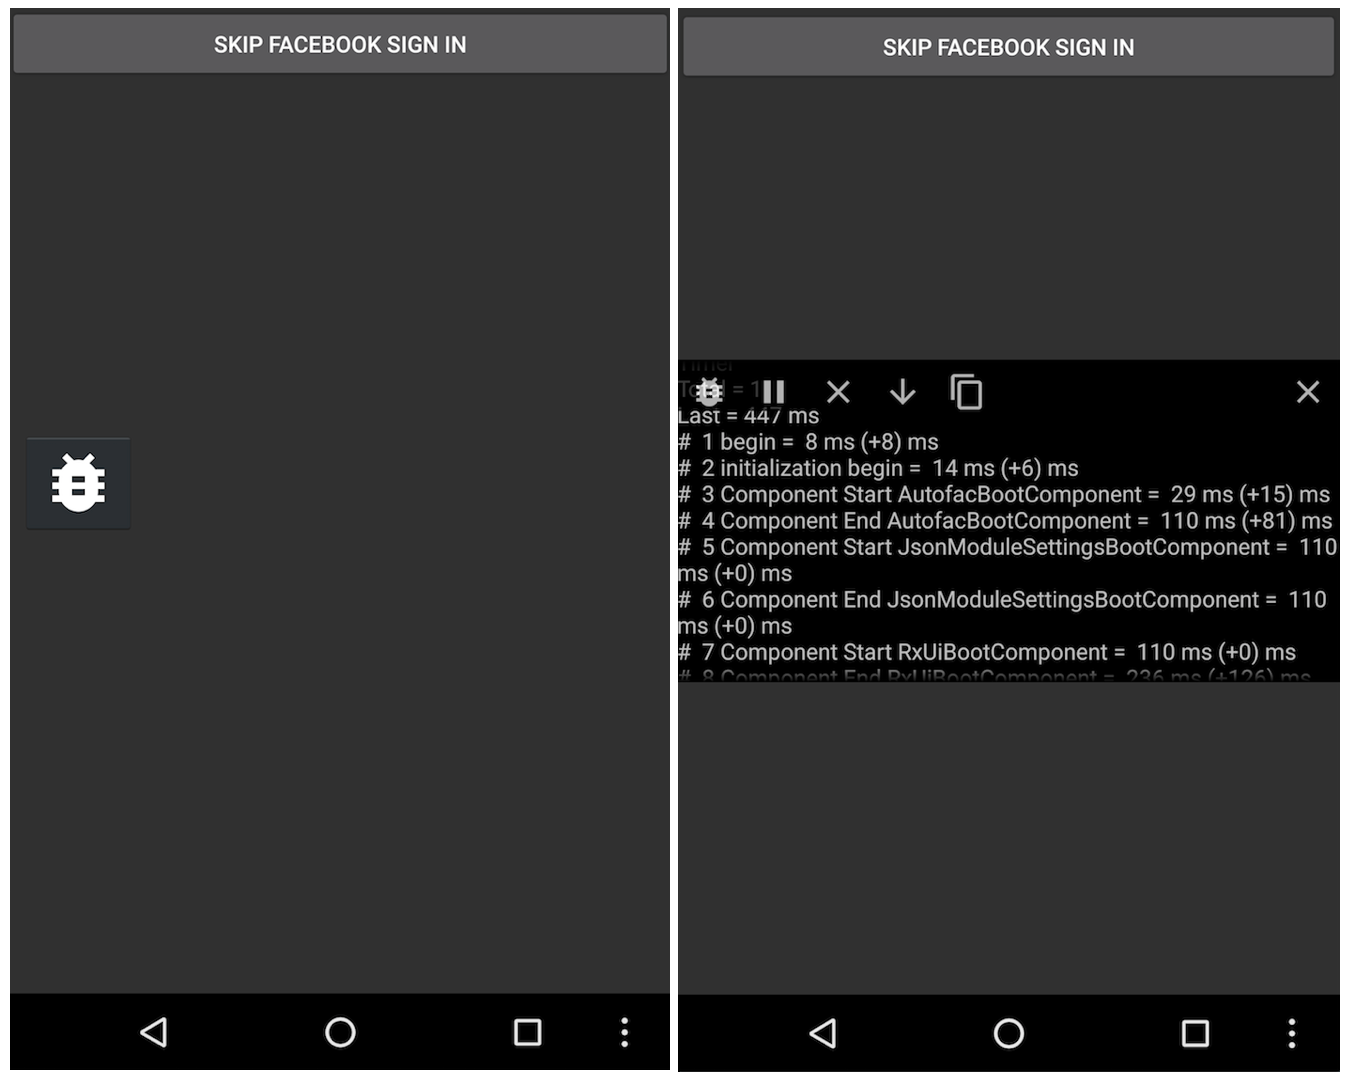 SKIP FACEBOOK SIGN IN
SKIP FACEBOOK SIGN IN
Timer
Total = 1
Last = 447 ms
# 1 begin = 8 ms (+8) ms
# 2 initialization begin = 14 ms (+6) ms
# 3 Component Start AutofacBootComponent = 29 ms (+15) ms
# 4 Component End AutofacBootComponent = 110 ms (+81) ms
# 5 Component Start JsonModuleSettingsBootComponent = 110
ms (+0) ms
# 6 Component End JsonModuleSettingsBootComponent = 110
ms (+0) ms
# 7 Component Start RxUiBootComponent = 110 ms (+0) ms
# 8 Component End RxUiBootComponent = 236 ms (+126) ms